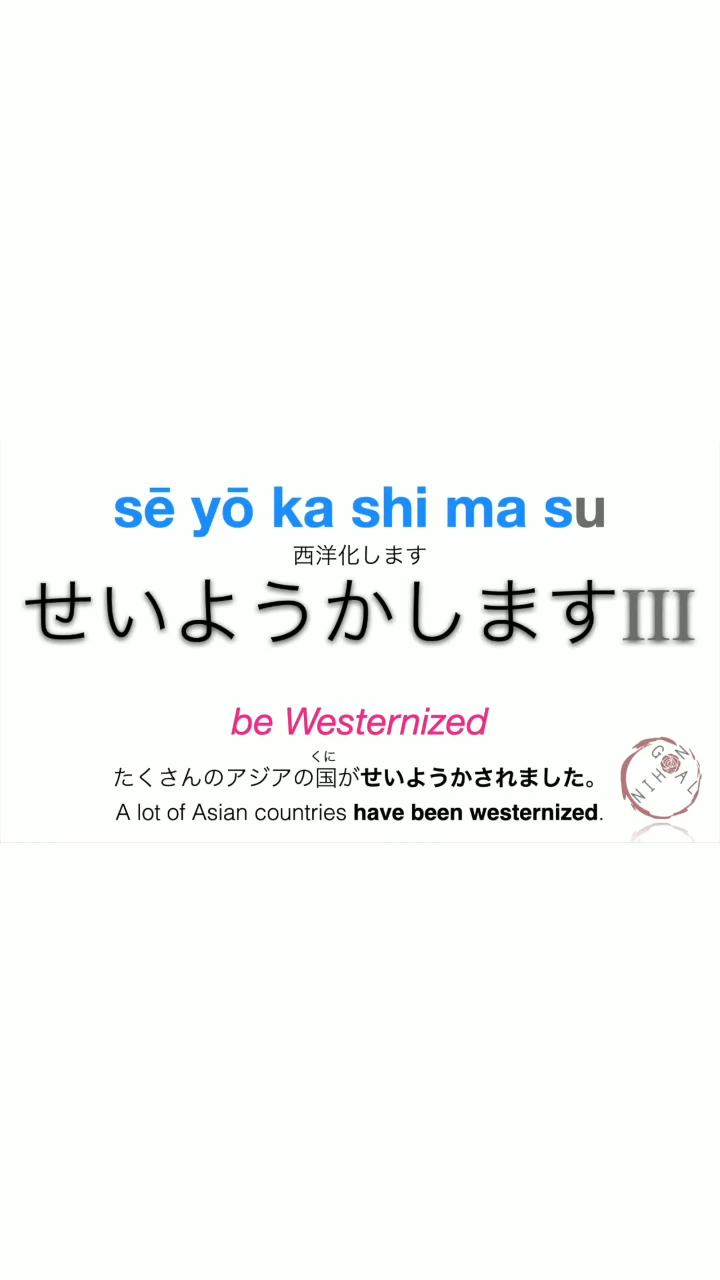 sē yō ka shi ma su
西洋化します
せいようかしますIII
be Westernized
くに
たくさんのアジアの国がせいようかされました。
A lot of Asian countries have been westernized.
NIHONGAL